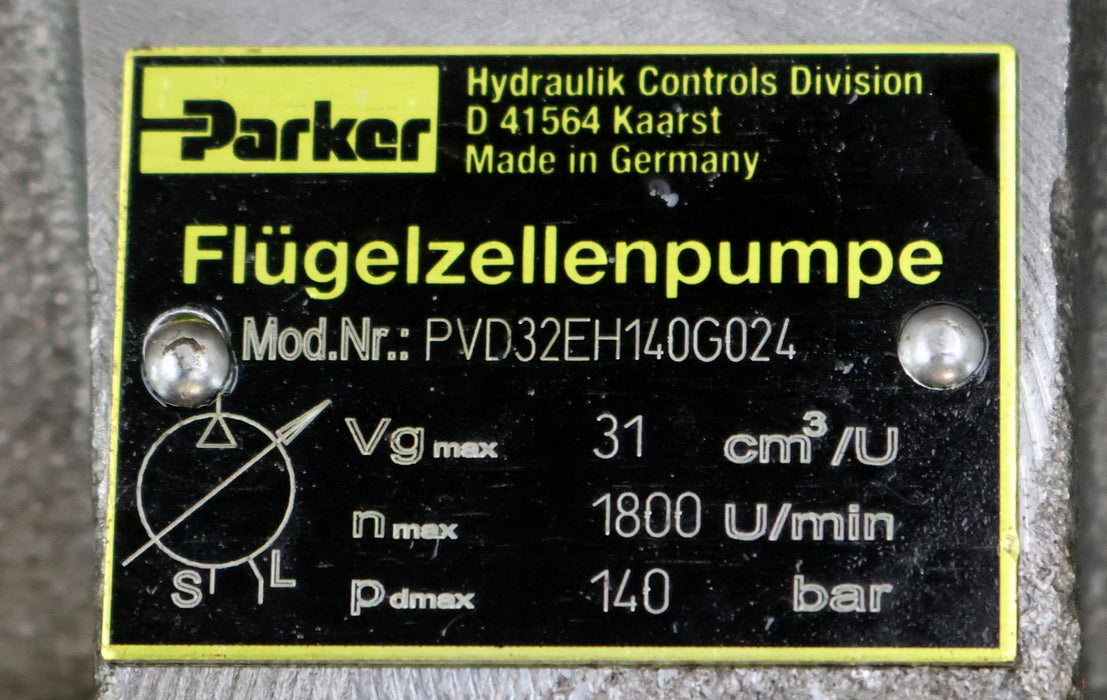 Parker
Hydraulik Controls Division
D 41564 Kaarst
Made in Germany
Flügelzellenpumpe
Mod.Nr.: PVD32EH140G024
Vg max 31 cm³/U
n max 1800 U/min
p dmax 140 bar
S L